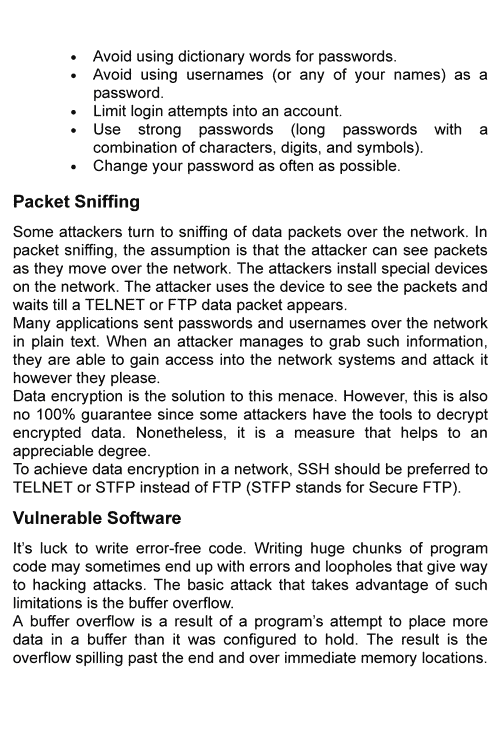 • Avoid using dictionary words for passwords.
• Avoid using usernames (or any of your names) as a
password.
• Limit login attempts into an account.
• Use strong passwords (long passwords with a
combination of characters, digits, and symbols).
• Change your password as often as possible.
Packet Sniffing
Some attackers turn to sniffing of data packets over the network. In
packet sniffing, the assumption is that the attacker can see packets
as they move over the network. The attackers install special devices
on the network. The attacker uses the device to see the packets and
waits till a TELNET or FTP data packet appears.
Many applications sent passwords and usernames over the network
in plain text. When an attacker manages to grab such information,
they are able to gain access into the network systems and attack it
however they please.
Data encryption is the solution to this menace. However, this is also
no 100% guarantee since some attackers have the tools to decrypt
encrypted data. Nonetheless, it is a measure that helps to an
appreciable degree.
To achieve data encryption in a network, SSH should be preferred to
TELNET or STFP instead of FTP (STFP stands for Secure FTP).
Vulnerable Software
It’s luck to write error-free code. Writing huge chunks of program
code may sometimes end up with errors and loopholes that give way
to hacking attacks. The basic attack that takes advantage of such
limitations is the buffer overflow.
A buffer overflow is a result of a program’s attempt to place more
data in a buffer than it was configured to hold. The result is the
overflow spilling past the end and over immediate memory locations.